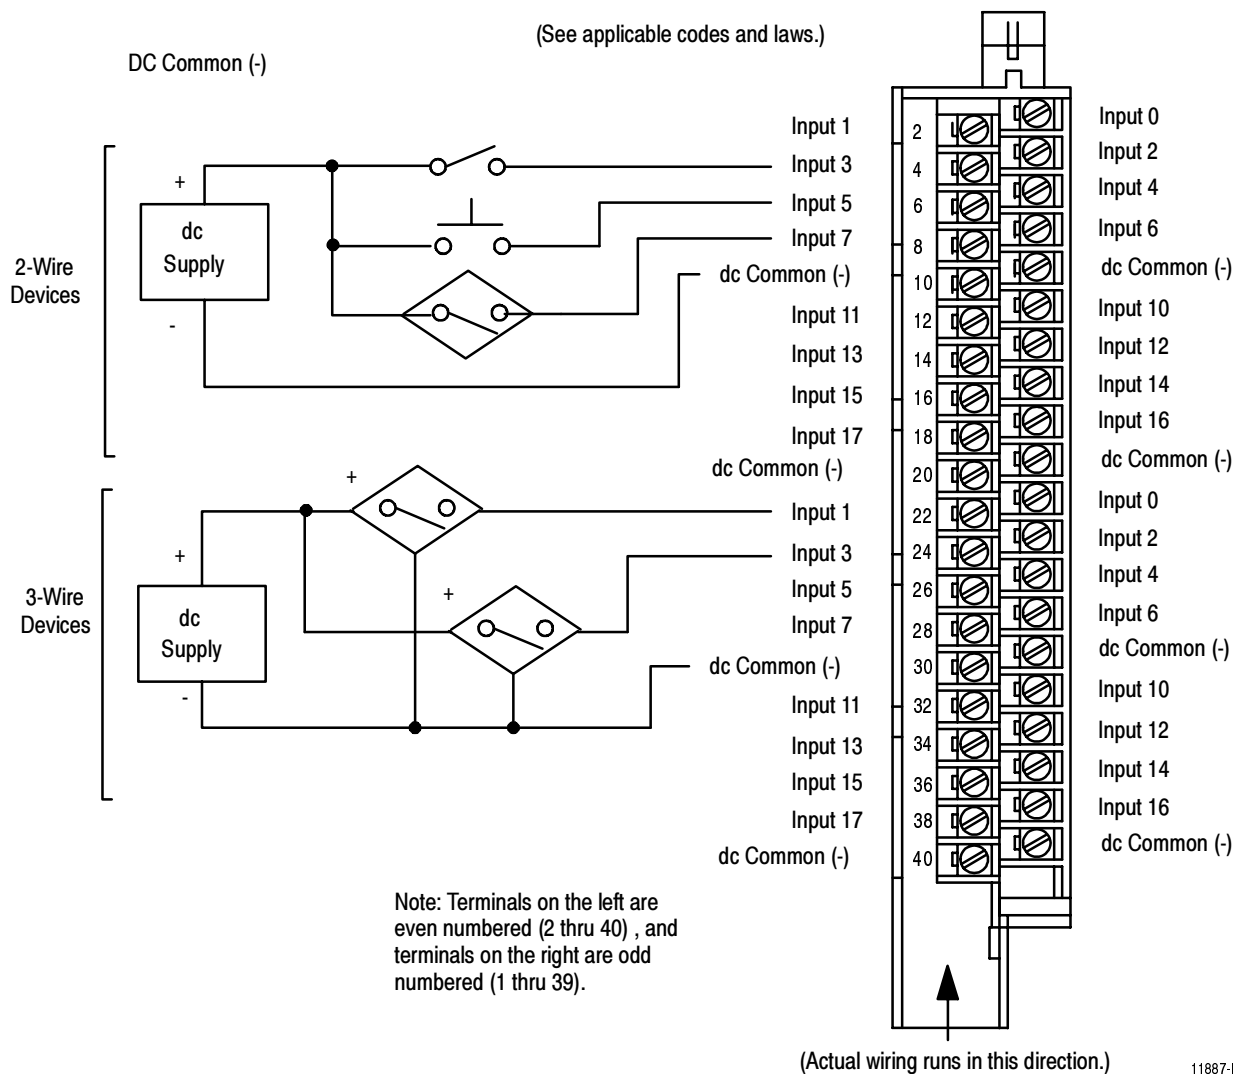 (See applicable codes and laws.)
DC Common (-)
2-Wire
Devices
+
dc
Supply
-
3-Wire
Devices
+
dc
Supply
-
+
+
Input 1
Input 3
Input 5
Input 7
dc Common (-)
Input 11
Input 13
Input 15
Input 17
dc Common (-)
Input 1
Input 3
Input 5
Input 7
dc Common (-)
Input 11
Input 13
Input 15
Input 17
dc Common (-)
2
4
6
8
10
12
14
16
18
20
22
24
26
28
30
32
34
36
38
40
Input 0
Input 2
Input 4
Input 6
dc Common (-)
Input 10
Input 12
Input 14
Input 16
dc Common (-)
Input 0
Input 2
Input 4
Input 6
dc Common (-)
Input 10
Input 12
Input 14
Input 16
dc Common (-)
Note: Terminals on the left are
even numbered (2 thru 40) , and
terminals on the right are odd
numbered (1 thru 39).
(Actual wiring runs in this direction.)